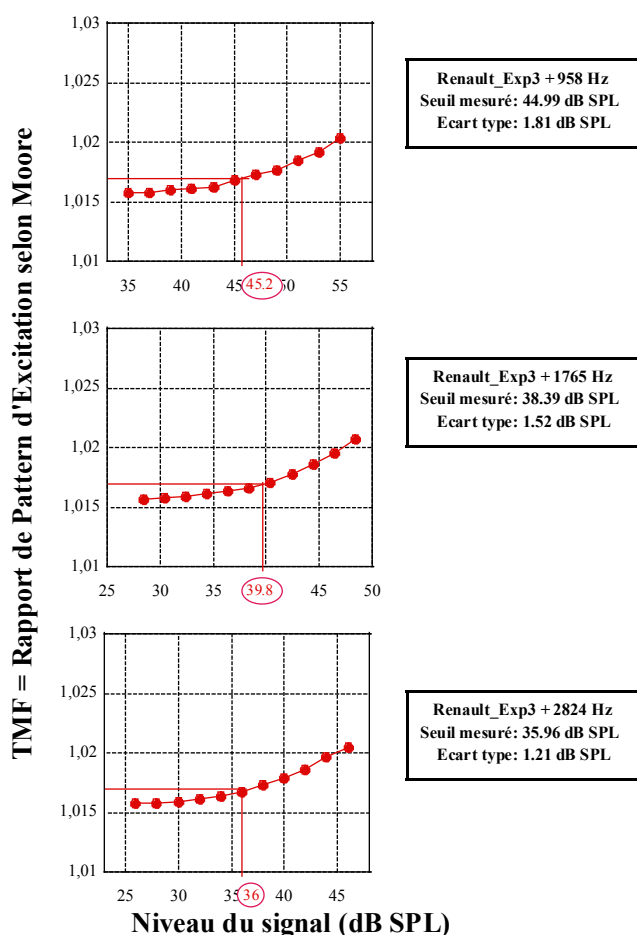 TMF = Rapport de Pattern d'Excitation selon Moore
1,03
1,025
1,02
1,015
1,01
35 40 45 45.2 50 55
Renault_Exp3 + 958 Hz
Seuil mesuré: 44.99 dB SPL
Ecart type: 1.81 dB SPL
1,03
1,025
1,02
1,015
1,01
25 30 35 39.8 45 50
Renault_Exp3 + 1765 Hz
Seuil mesuré: 38.39 dB SPL
Ecart type: 1.52 dB SPL
1,03
1,025
1,02
1,015
1,01
25 30 35 36 40 45
Renault_Exp3 + 2824 Hz
Seuil mesuré: 35.96 dB SPL
Ecart type: 1.21 dB SPL
Niveau du signal (dB SPL)